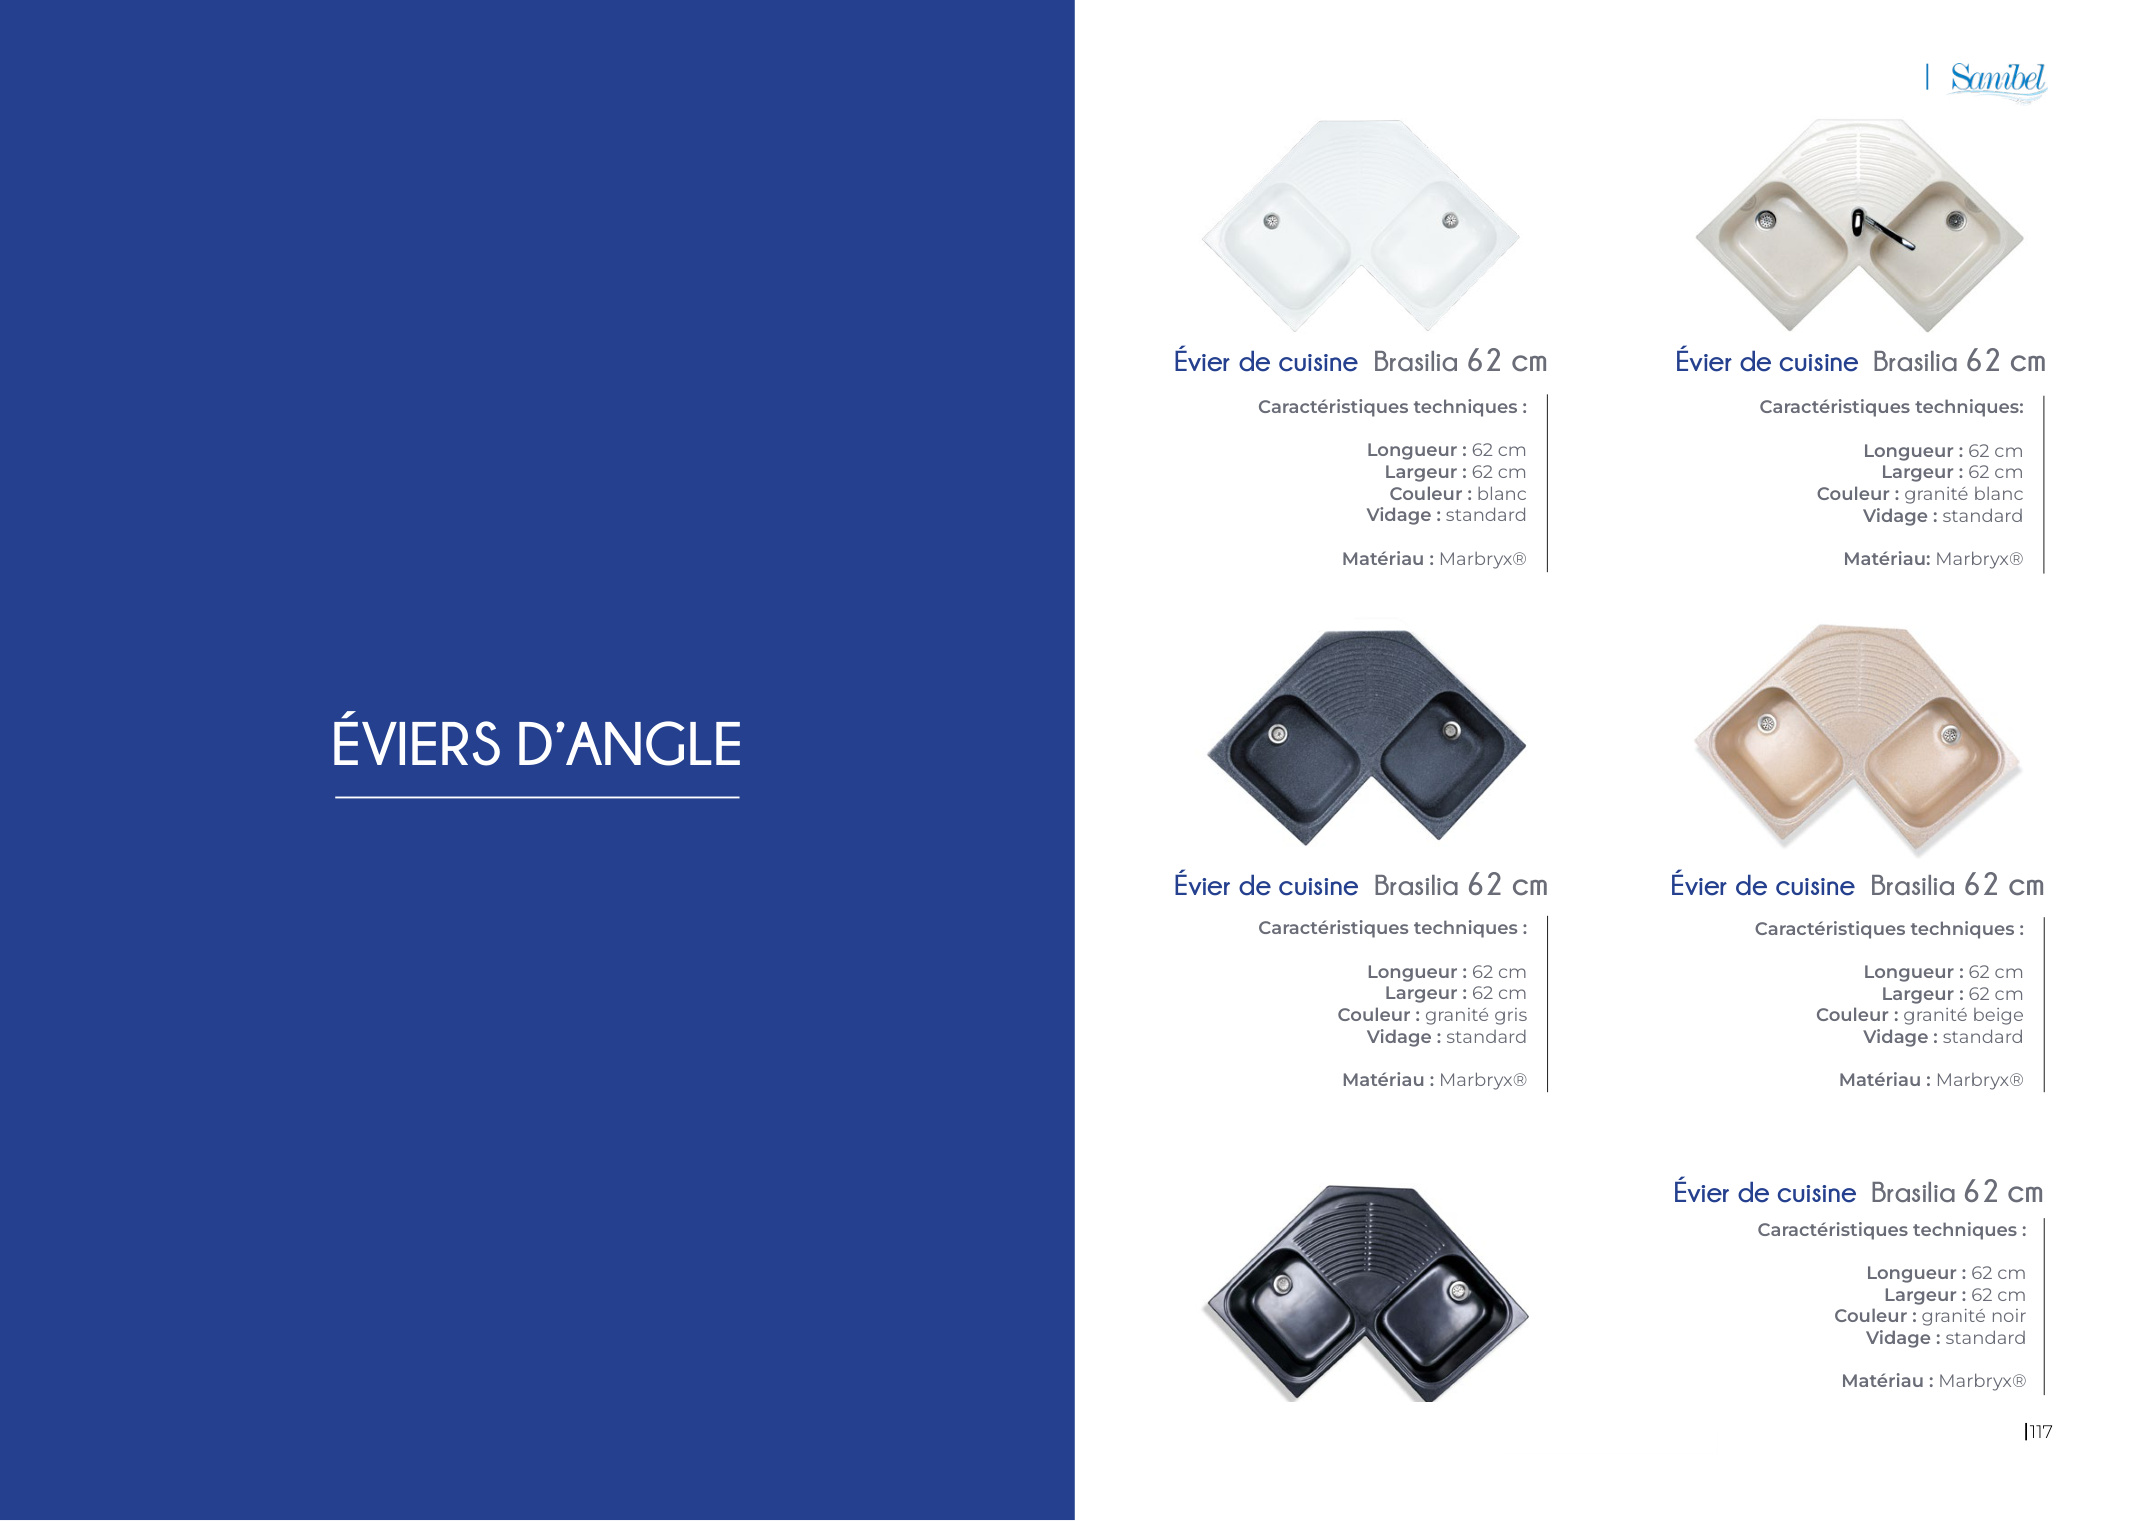 ÉVIERS D’ANGLE
Sanibel
Évier de cuisine Brasilia 62 cm
Caractéristiques techniques :
Longueur : 62 cm
Largeur : 62 cm
Couleur : blanc
Vidage : standard
Matériau : Marbryx®
Évier de cuisine Brasilia 62 cm
Caractéristiques techniques:
Longueur : 62 cm
Largeur : 62 cm
Couleur : granité blanc
Vidage : standard
Matériau: Marbryx®
Évier de cuisine Brasilia 62 cm
Caractéristiques techniques :
Longueur : 62 cm
Largeur : 62 cm
Couleur : granité gris
Vidage : standard
Matériau : Marbryx®
Évier de cuisine Brasilia 62 cm
Caractéristiques techniques :
Longueur : 62 cm
Largeur : 62 cm
Couleur : granité beige
Vidage : standard
Matériau : Marbryx®
Évier de cuisine Brasilia 62 cm
Caractéristiques techniques :
Longueur : 62 cm
Largeur : 62 cm
Couleur : granité noir
Vidage : standard
Matériau : Marbryx®
|117